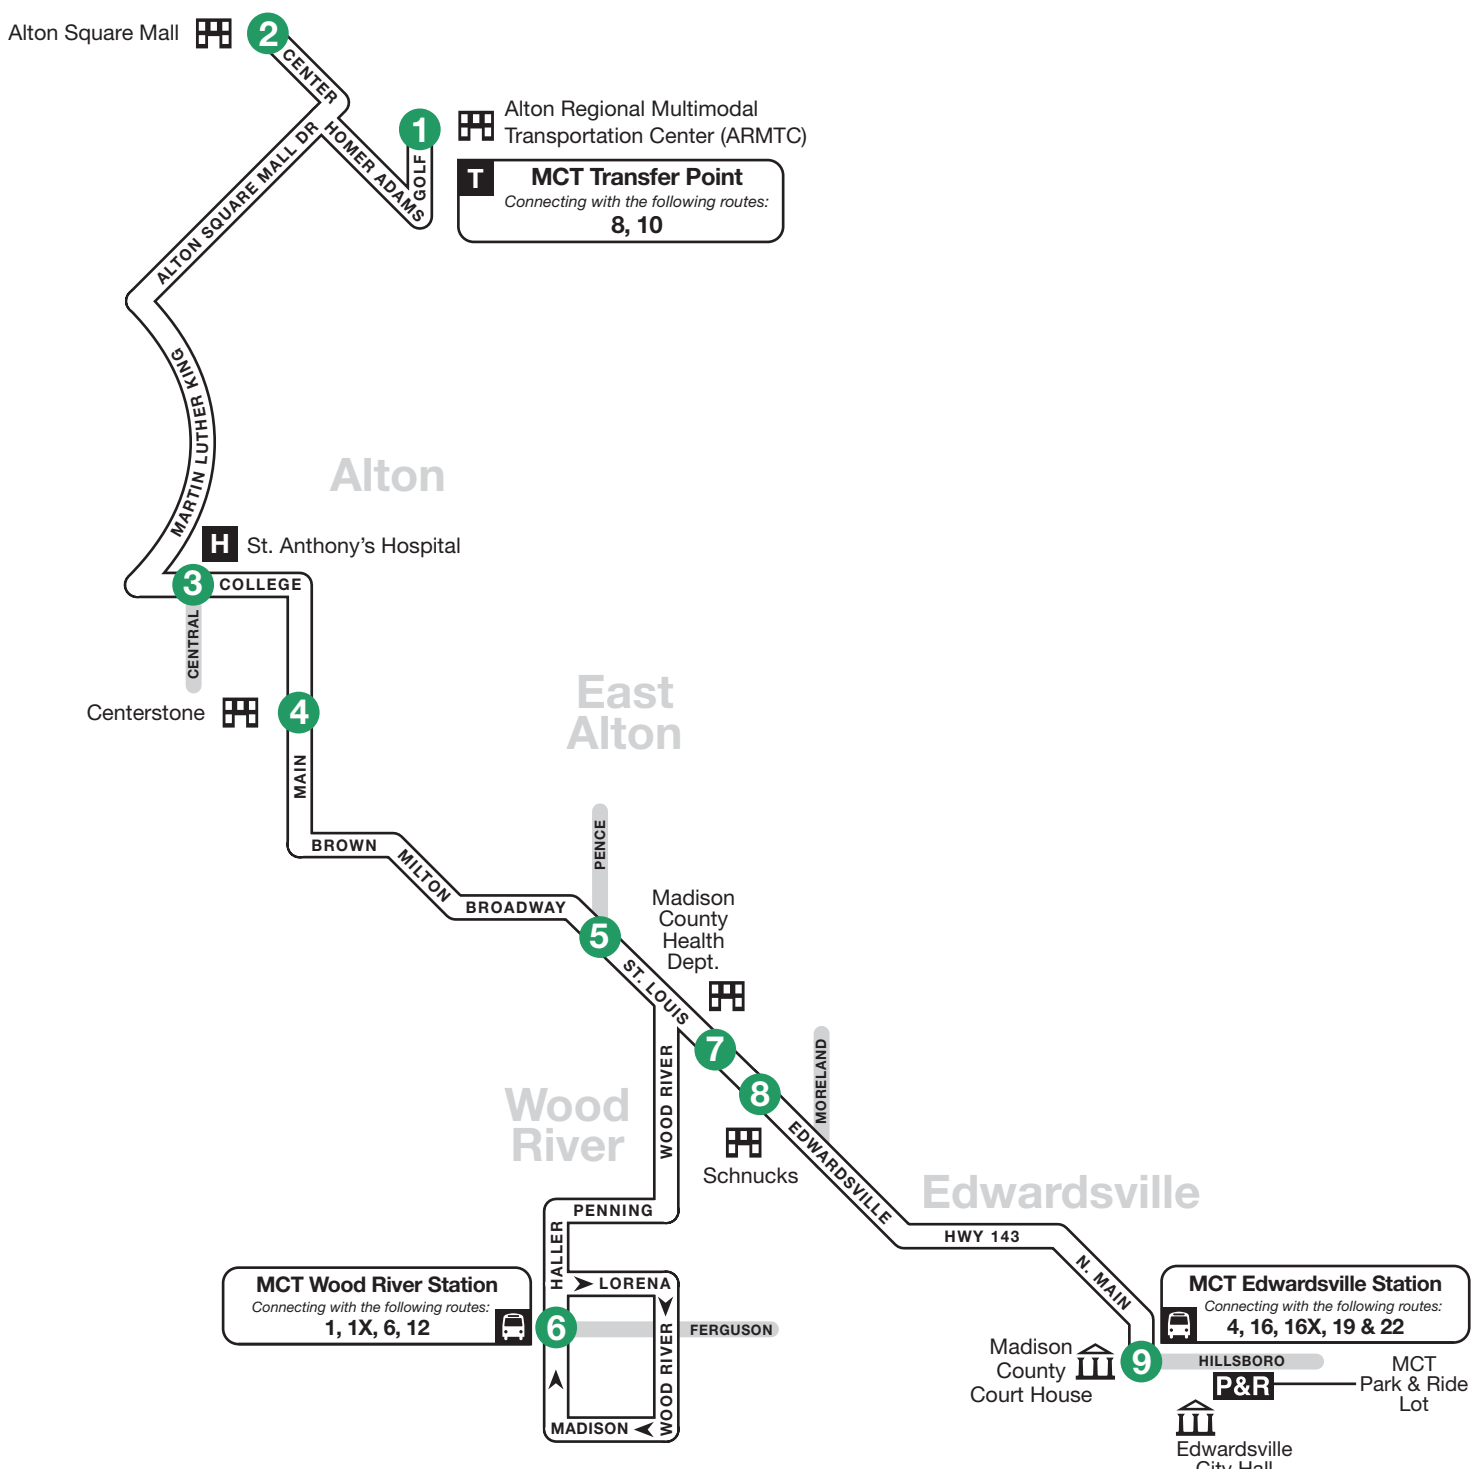 Alton Square Mall
2
CENTER
1
Alton Regional Multimodal
Transportation Center (ARMTC)
HOMER ADAMS
GOLF
T
MCT Transfer Point
Connecting with the following routes:
8, 10
ALTON SQUARE MALL DR
MARTIN LUTHER KING
Alton
H
St. Anthony's Hospital
3
COLLEGE
CENTRAL
Centerstone
4
MAIN
East
Alton
BROWN
MILTON
BROADWAY
PENCE
5
Madison
County
Health
Dept.
ST. LOUIS
7
8
Wood
River
WOOD RIVER
MORELAND
Schnucks
EDWARDSVILLE
Edwardsville
PENNING
HALLER
HWY 143
N. MAIN
MCT Wood River Station
Connecting with the following routes:
1, 1X, 6, 12
LORENA
6
WOOD RIVER
FERGUSON
MADISON
MCT Edwardsville Station
Connecting with the following routes:
4, 16, 16X, 19 & 22
Madison
County
Court House
9
HILLSBORO
P&R
MCT
Park & Ride
Lot
Edwardsville
City Hall